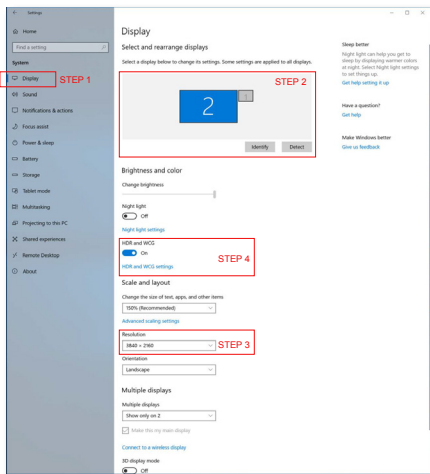 Settings
Home
Find a setting
System
Display
STEP 1
Sound
Notifications & actions
Focus assist
Power & sleep
Battery
Storage
Tablet mode
Multitasking
Projecting to this PC
Shared experiences
Remote Desktop
About
Display
Select and rearrange displays
Select a display below to change its settings. Some settings are applied to all displays.
STEP 2
2
1
Identify
Detect
Brightness and color
Change brightness
Night light
Off
Night light settings
HDR and WCG
On
STEP 4
HDR and WCG settings
Scale and layout
Change the size of text, apps, and other items
150% (Recommended)
Advanced scaling settings
Resolution
3840 × 2160
STEP 3
Orientation
Landscape
Multiple displays
Multiple displays
Show only on 2
Make this my main display
Connect to a wireless display
3D display mode
Off
Sleep better
Night light can help you get to
sleep by displaying warmer colors
at night. Select Night light settings
to set things up.
Get help setting it up
Have a question?
Get help
Make Windows better
Give us feedback